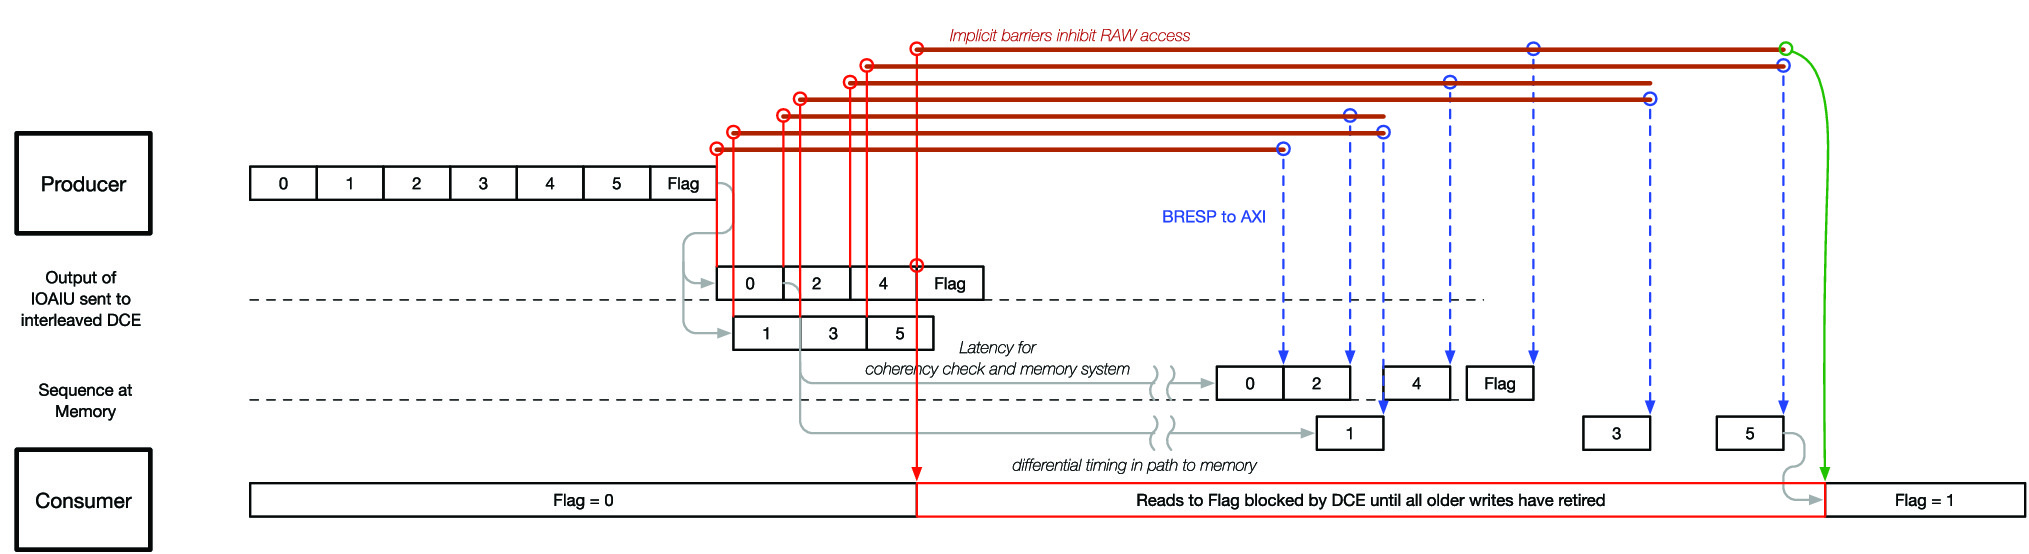 Implicit barriers inhibit RAW access
Producer
0 1 2 3 4 5 Flag
BRESP to AXI
Output of
IOAIU sent to
interleaved DCE
0 2 4 Flag
1 3 5
Latency for
coherency check and memory system
Sequence at
Memory
0 2 4 Flag
1 3 5
differential timing in path to memory
Consumer
Flag = 0
Reads to Flag blocked by DCE until all older writes have retired
Flag = 1